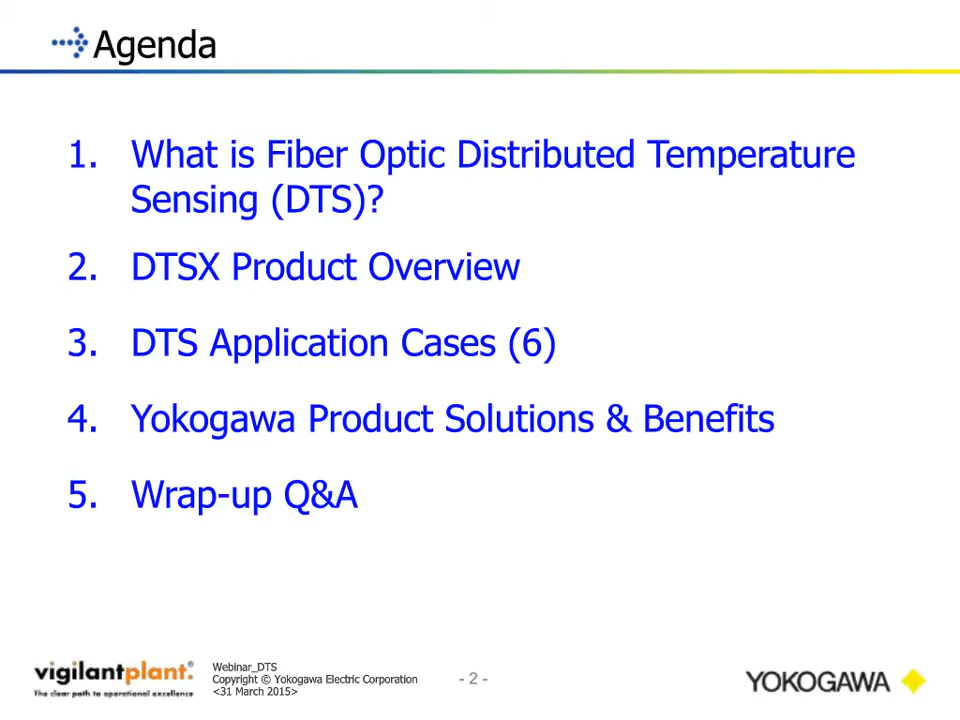 Agenda
1. What is Fiber Optic Distributed Temperature
Sensing (DTS)?
2. DTSX Product Overview
3. DTS Application Cases (6)
4. Yokogawa Product Solutions & Benefits
5. Wrap-up Q&A
vigilantplant.®
The clear path to operational excellence
Webinar_DTS
Copyright © Yokogawa Electric Corporation
<31 March 2015>
- 2 -
YOKOGAWA